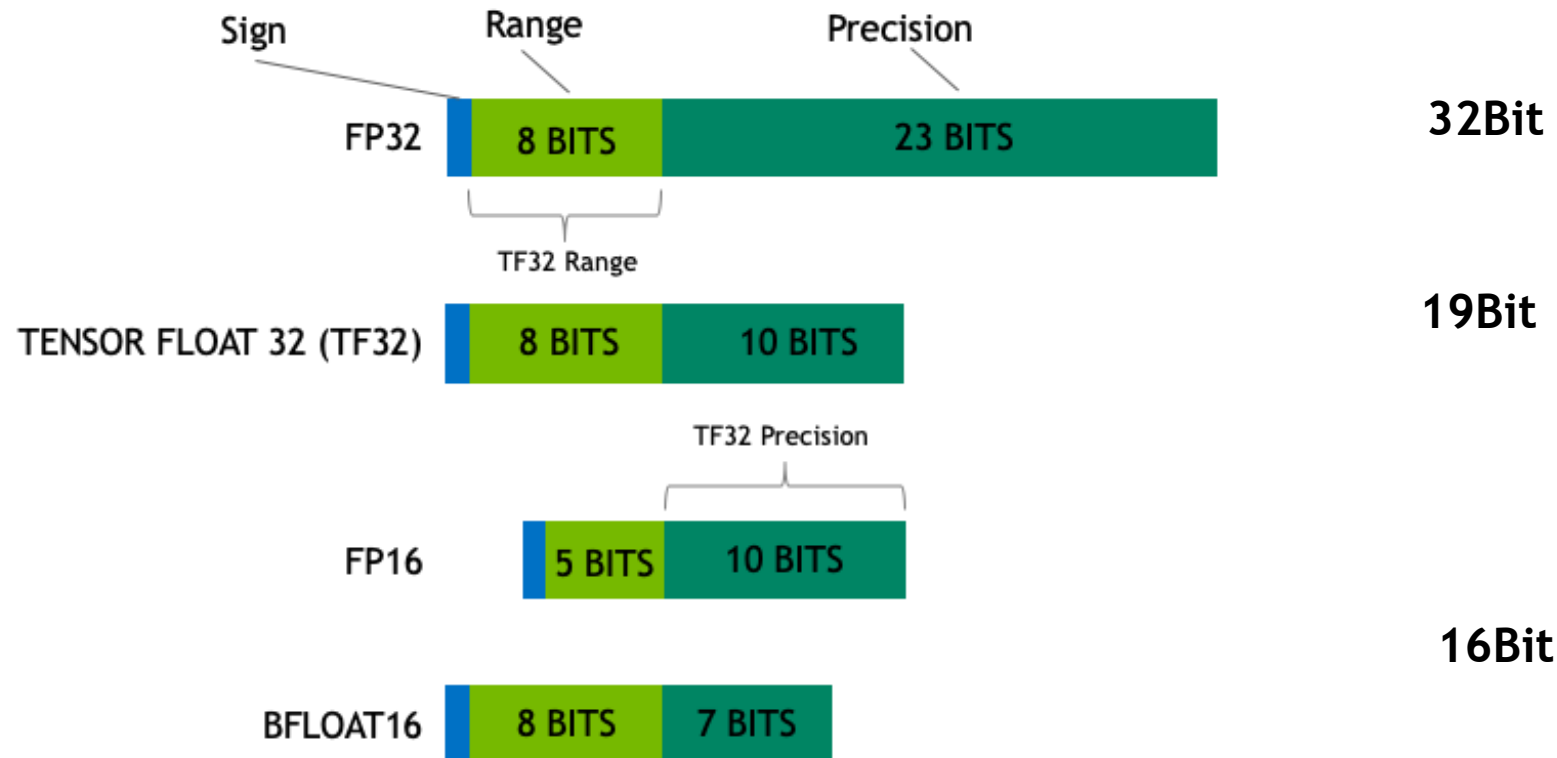 Sign
Range
Precision
FP32
8 BITS
23 BITS
32Bit
TF32 Range
TENSOR FLOAT 32 (TF32)
8 BITS
10 BITS
19Bit
TF32 Precision
FP16
5 BITS
10 BITS
16Bit
BFLOAT16
8 BITS
7 BITS